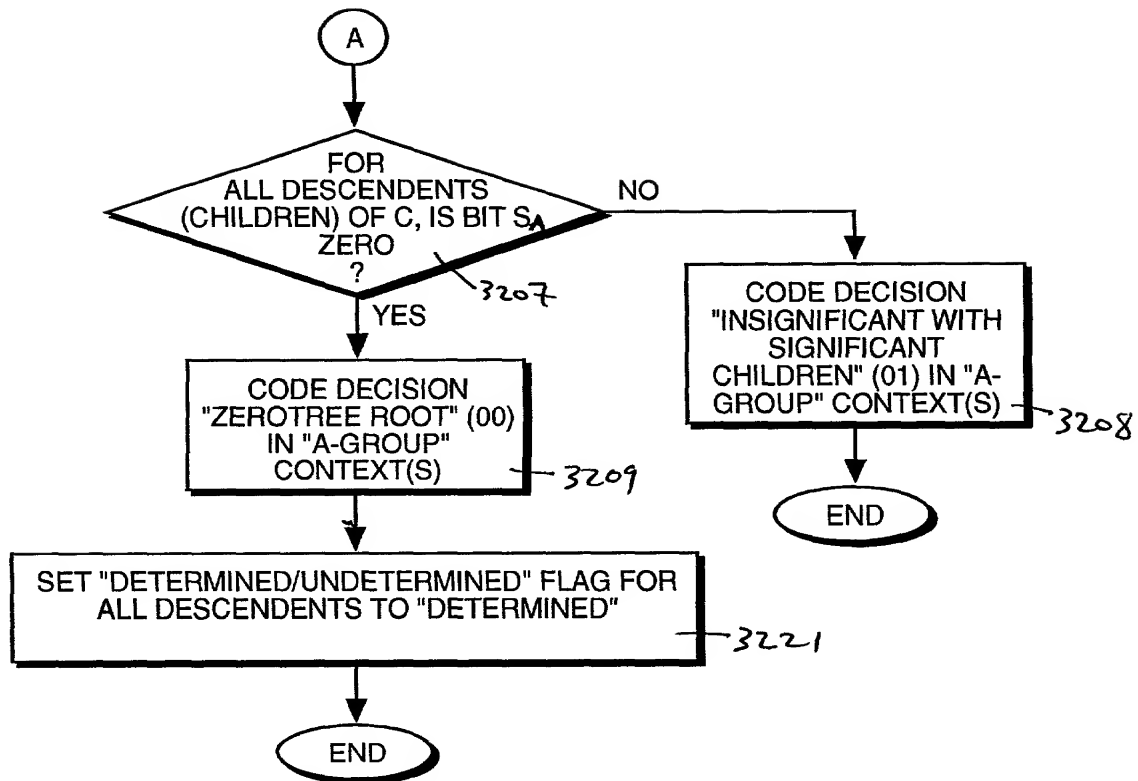 A
FOR
ALL DESCENDENTS
(CHILDREN) OF C, IS BIT SA
ZERO
?
3207
NO
YES
CODE DECISION
"INSIGNIFICANT WITH
SIGNIFICANT
CHILDREN" (01) IN "A-
GROUP" CONTEXT(S)
3208
END
CODE DECISION
"ZEROTREE ROOT" (00)
IN "A-GROUP"
CONTEXT(S)
3209
SET "DETERMINED/UNDETERMINED" FLAG FOR
ALL DESCENDENTS TO "DETERMINED"
3221
END